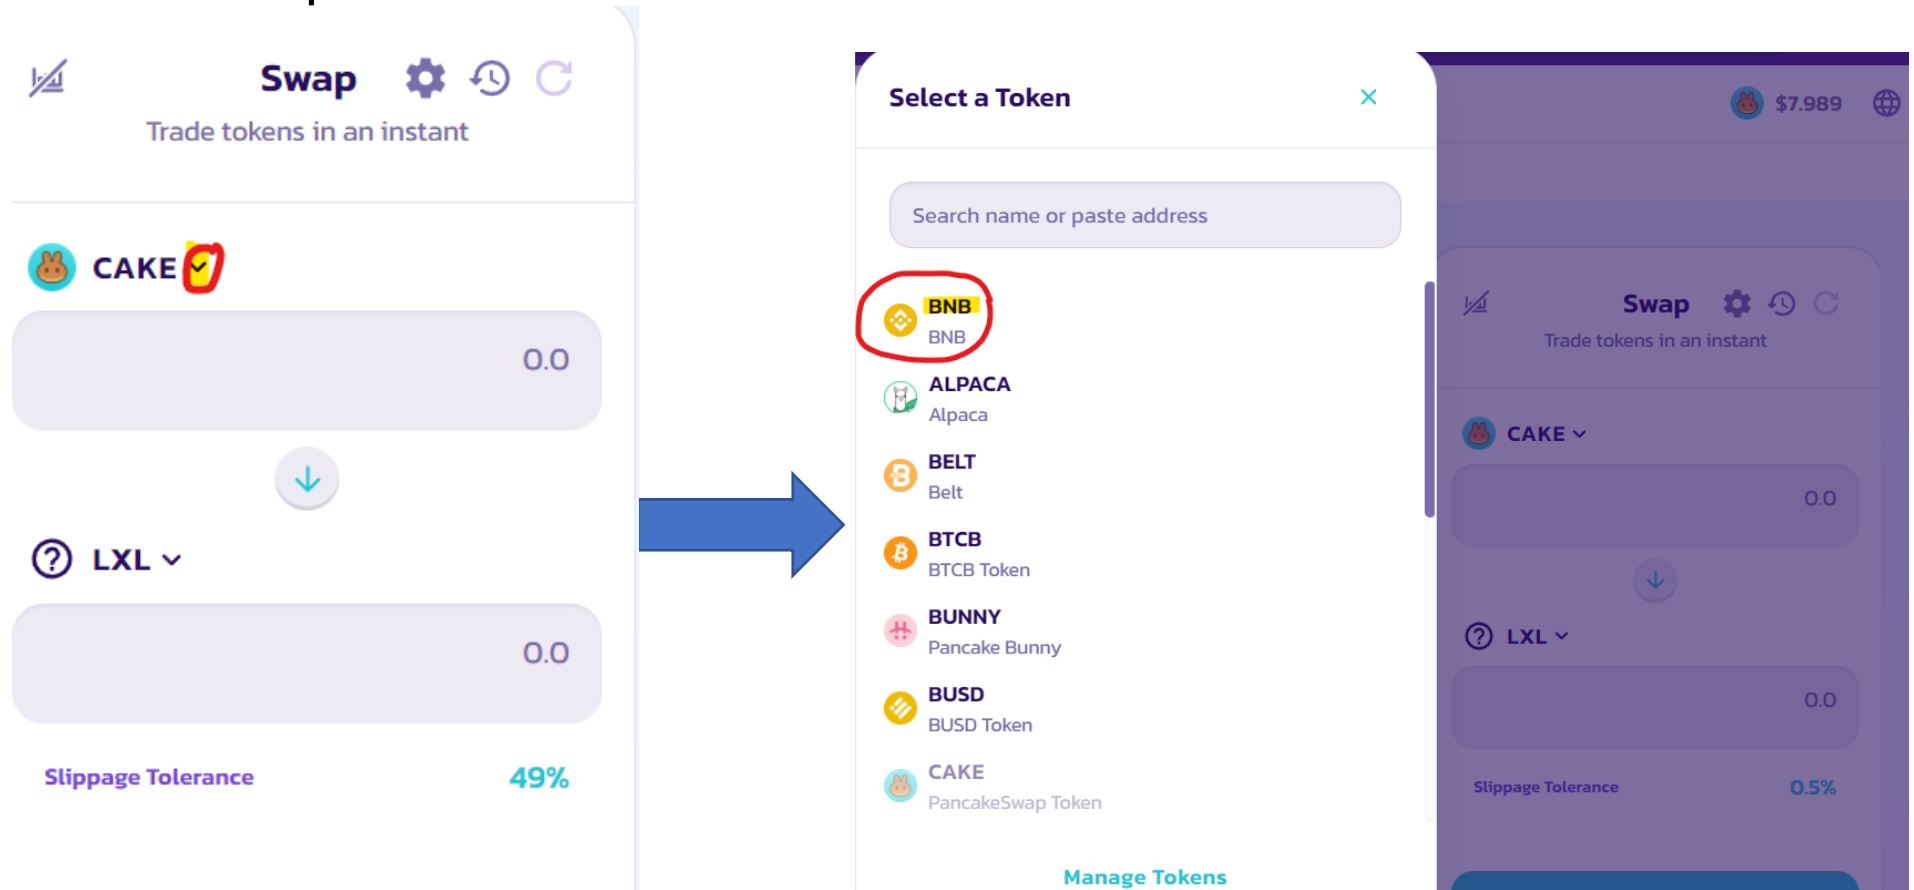 Swap
Trade tokens in an instant
CAKE
0.0
LXL
0.0
Slippage Tolerance 49%
Select a Token
Search name or paste address
BNB
BNB
ALPACA
Alpaca
BELT
Belt
BTCB
BTCB Token
BUNNY
Pancake Bunny
BUSD
BUSD Token
CAKE
PancakeSwap Token
Manage Tokens
$7.989
Swap
Trade tokens in an instant
CAKE
0.0
LXL
0.0
Slippage Tolerance 0.5%